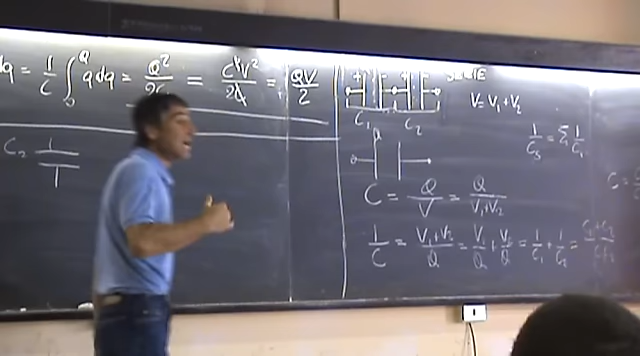 dq = 1/C ∫₀^Q q dq = Q²/2C = C²V²/2C = QV/2
C₂
SERIE
C₁ C₂
V = V₁ + V₂
1/Cs = Σ 1/Cᵢ
C = Q/V = Q/(V₁+V₂)
1/C = (V₁+V₂)/Q = V₁/Q + V₂/Q = 1/C₁ + 1/C₂ =
C =